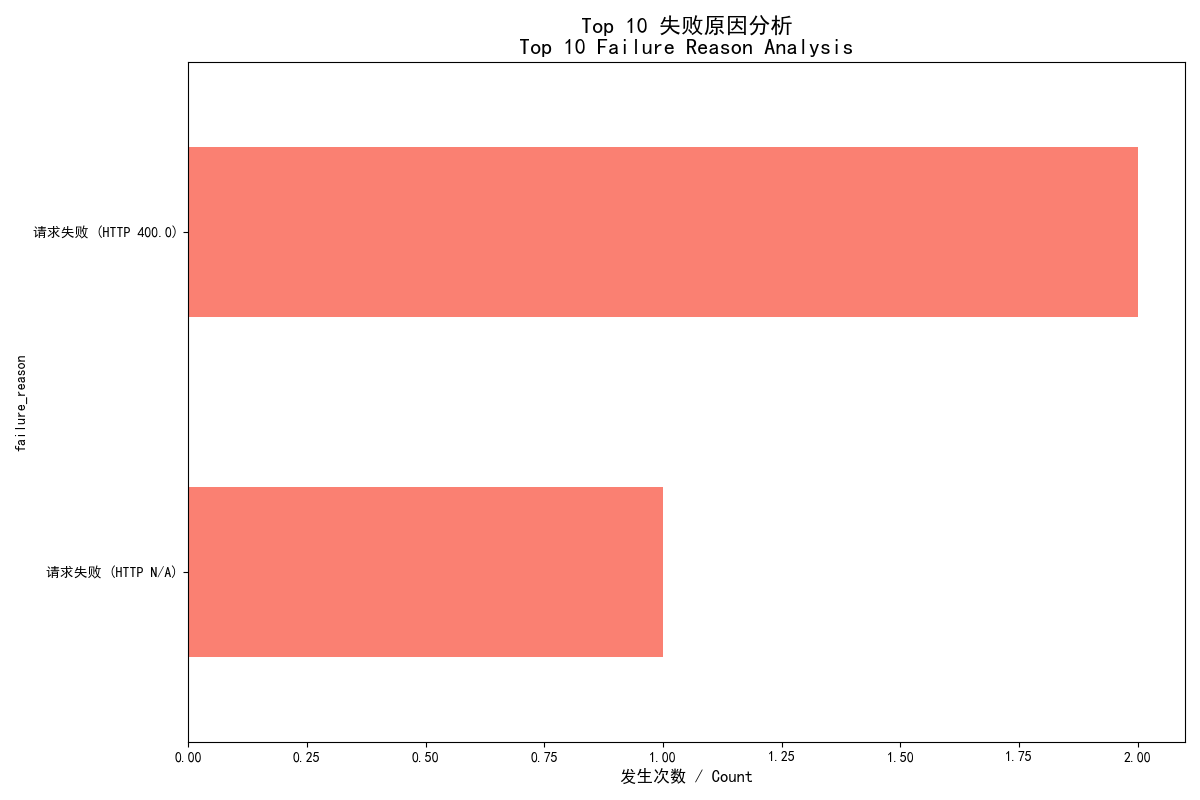 Top 10 失败原因分析
Top 10 Failure Reason Analysis
请求失败 (HTTP 400.0)
failure_reason
请求失败 (HTTP N/A)
0.00 0.25 0.50 0.75 1.00 1.25 1.50 1.75 2.00
发生次数 / Count